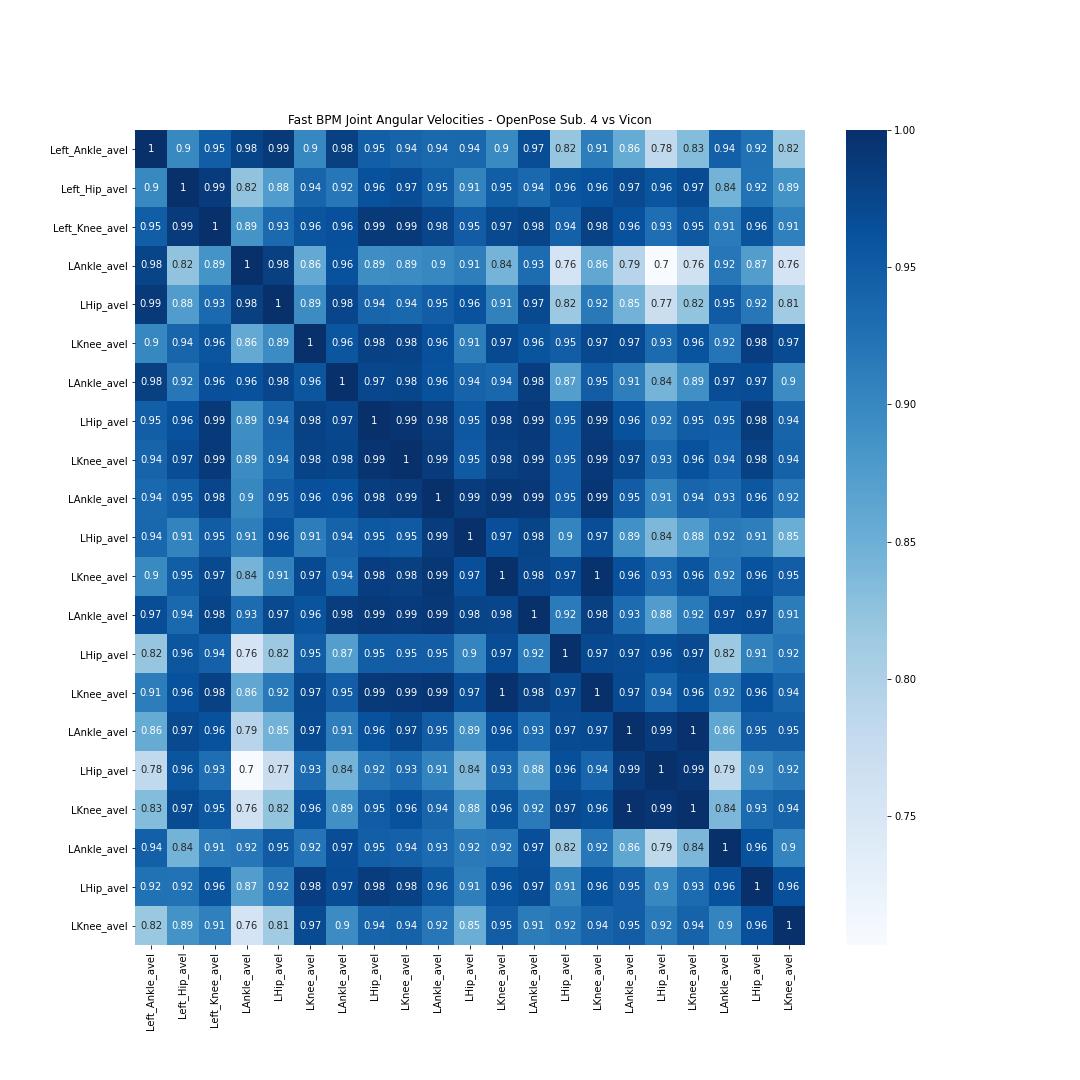 Fast BPM Joint Angular Velocities - OpenPose Sub. 4 vs Vicon
Left_Ankle_avel 1 0.9 0.95 0.98 0.99 0.9 0.98 0.95 0.94 0.94 0.94 0.9 0.97 0.82 0.91 0.86 0.78 0.83 0.94 0.92 0.82
Left_Hip_avel 0.9 1 0.99 0.82 0.88 0.94 0.92 0.96 0.97 0.95 0.91 0.95 0.94 0.96 0.96 0.97 0.96 0.97 0.84 0.92 0.89
Left_Knee_avel 0.95 0.99 1 0.89 0.93 0.96 0.96 0.99 0.99 0.98 0.95 0.97 0.98 0.94 0.98 0.96 0.93 0.95 0.91 0.96 0.91
LAnkle_avel 0.98 0.82 0.89 1 0.98 0.86 0.96 0.89 0.89 0.9 0.91 0.84 0.93 0.76 0.86 0.79 0.7 0.76 0.92 0.87 0.76
LHip_avel 0.99 0.88 0.93 0.98 1 0.89 0.98 0.94 0.94 0.95 0.96 0.91 0.97 0.82 0.92 0.85 0.77 0.82 0.95 0.92 0.81
LKnee_avel 0.9 0.94 0.96 0.86 0.89 1 0.96 0.98 0.98 0.96 0.91 0.97 0.96 0.95 0.97 0.97 0.93 0.96 0.92 0.98 0.97
LAnkle_avel 0.98 0.92 0.96 0.96 0.98 0.96 1 0.97 0.98 0.96 0.94 0.94 0.98 0.87 0.95 0.91 0.84 0.89 0.97 0.97 0.9
LHip_avel 0.95 0.96 0.99 0.89 0.94 0.98 0.97 1 0.99 0.98 0.95 0.98 0.99 0.95 0.99 0.96 0.92 0.95 0.95 0.98 0.94
LKnee_avel 0.94 0.97 0.99 0.89 0.94 0.98 0.98 0.99 1 0.99 0.95 0.98 0.99 0.95 0.99 0.97 0.93 0.96 0.94 0.98 0.94
LAnkle_avel 0.94 0.95 0.98 0.9 0.95 0.96 0.96 0.98 0.99 1 0.99 0.99 0.99 0.95 0.99 0.95 0.91 0.94 0.93 0.96 0.92
LHip_avel 0.94 0.91 0.95 0.91 0.96 0.91 0.94 0.95 0.95 0.99 1 0.97 0.98 0.9 0.97 0.89 0.84 0.88 0.92 0.91 0.85
LKnee_avel 0.9 0.95 0.97 0.84 0.91 0.97 0.94 0.98 0.98 0.99 0.97 1 0.98 0.97 1 0.96 0.93 0.96 0.92 0.96 0.95
LAnkle_avel 0.97 0.94 0.98 0.93 0.97 0.96 0.98 0.99 0.99 0.99 0.98 0.98 1 0.92 0.98 0.93 0.88 0.92 0.97 0.97 0.91
LHip_avel 0.82 0.96 0.94 0.76 0.82 0.95 0.87 0.95 0.95 0.95 0.9 0.97 0.92 1 0.97 0.97 0.96 0.97 0.82 0.91 0.92
LKnee_avel 0.91 0.96 0.98 0.86 0.92 0.97 0.95 0.99 0.99 0.99 0.97 1 0.98 0.97 1 0.97 0.94 0.96 0.92 0.96 0.94
LAnkle_avel 0.86 0.97 0.96 0.79 0.85 0.97 0.91 0.96 0.97 0.95 0.89 0.96 0.93 0.97 0.97 1 0.99 1 0.86 0.95 0.95
LHip_avel 0.78 0.96 0.93 0.7 0.77 0.93 0.84 0.92 0.93 0.91 0.84 0.93 0.88 0.96 0.94 0.99 1 0.99 0.79 0.9 0.92
LKnee_avel 0.83 0.97 0.95 0.76 0.82 0.96 0.89 0.95 0.96 0.94 0.88 0.96 0.92 0.97 0.96 1 0.99 1 0.84 0.93 0.94
LAnkle_avel 0.94 0.84 0.91 0.92 0.95 0.92 0.97 0.95 0.94 0.93 0.92 0.92 0.97 0.82 0.92 0.86 0.79 0.84 1 0.96 0.9
LHip_avel 0.92 0.92 0.96 0.87 0.92 0.98 0.97 0.98 0.98 0.96 0.91 0.96 0.97 0.91 0.96 0.95 0.9 0.93 0.96 1 0.96
LKnee_avel 0.82 0.89 0.91 0.76 0.81 0.97 0.9 0.94 0.94 0.92 0.85 0.95 0.91 0.92 0.94 0.95 0.92 0.94 0.9 0.96 1
Left_Ankle_avel
Left_Hip_avel
Left_Knee_avel
LAnkle_avel
LHip_avel
LKnee_avel
LAnkle_avel
LHip_avel
LKnee_avel
LAnkle_avel
LHip_avel
LKnee_avel
LAnkle_avel
LHip_avel
LKnee_avel
LAnkle_avel
LHip_avel
LKnee_avel
LAnkle_avel
LHip_avel
LKnee_avel
1.00
0.95
0.90
0.85
0.80
0.75